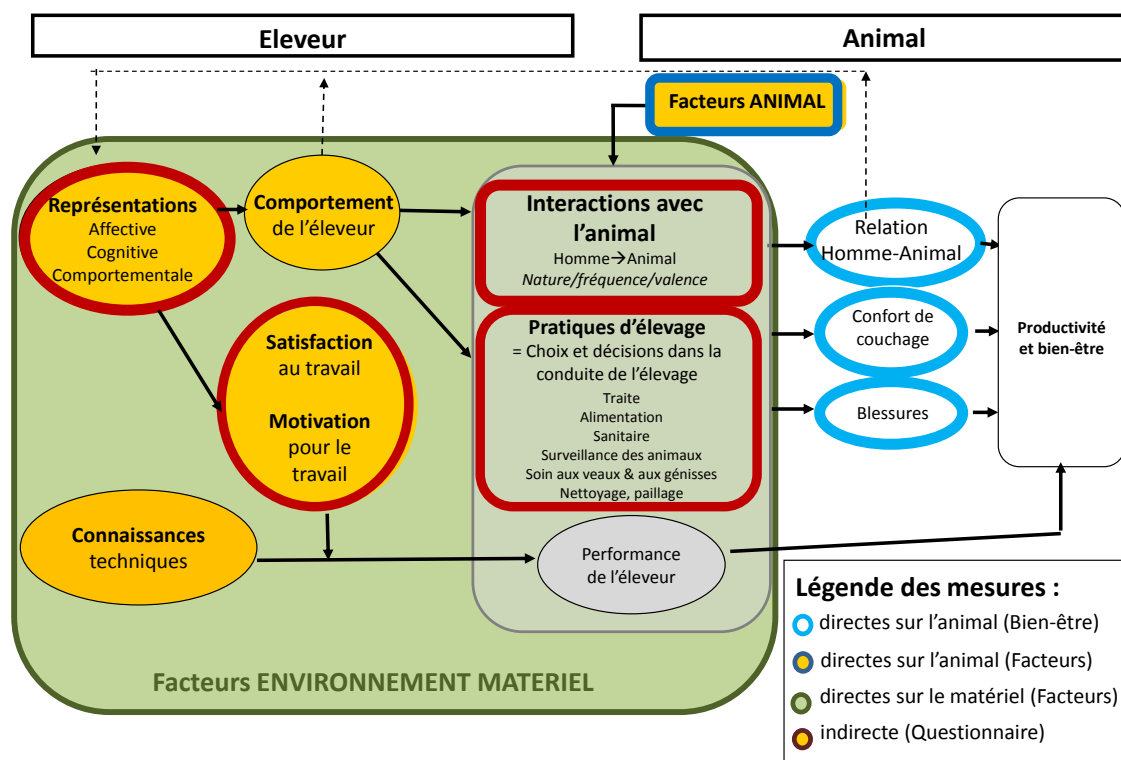 Eleveur
Animal
Facteurs ANIMAL
Représentations
Affective
Cognitive
Comportementale
Comportement
de l'éleveur
Interactions avec
l'animal
Homme→Animal
Nature/fréquence/valence
Relation
Homme-Animal
Satisfaction
au travail
Motivation
pour le
travail
Pratiques d'élevage
= Choix et décisions dans la
conduite de l'élevage
Traite
Alimentation
Sanitaire
Surveillance des animaux
Soin aux veaux & aux génisses
Nettoyage, paillage
Confort de
couchage
Blessures
Productivité
et bien-être
Connaissances
techniques
Performance
de l'éleveur
Facteurs ENVIRONNEMENT MATERIEL
Légende des mesures :
directes sur l'animal (Bien-être)
directes sur l'animal (Facteurs)
directes sur le matériel (Facteurs)
indirecte (Questionnaire)